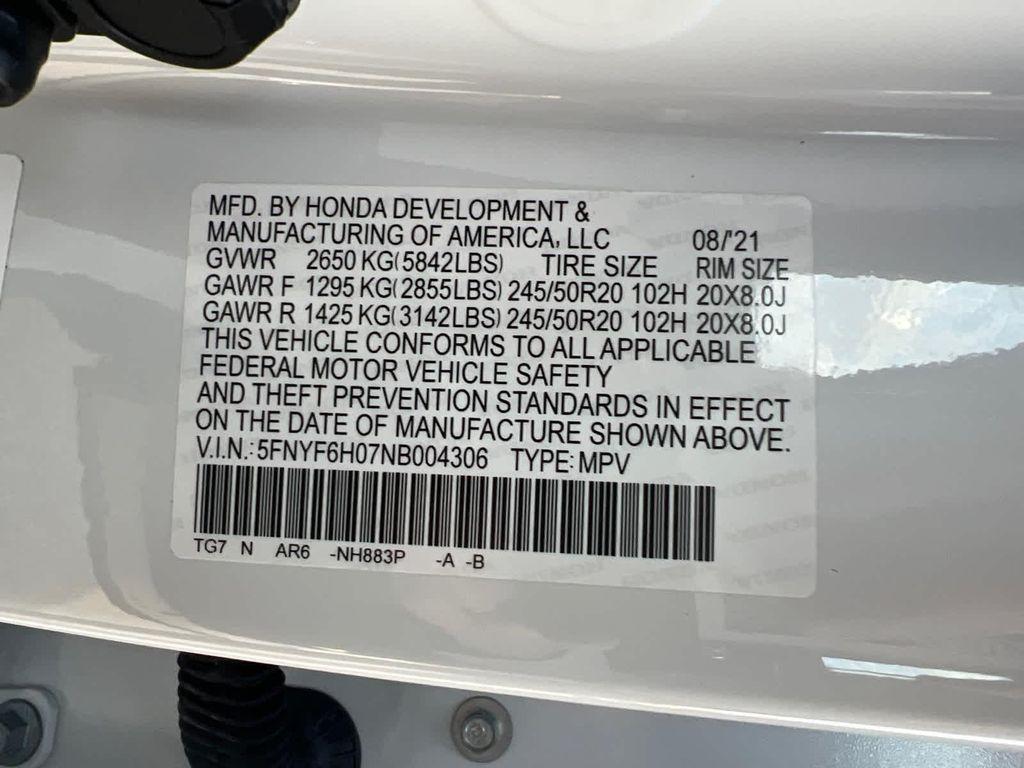 MFD. BY HONDA DEVELOPMENT &
MANUFACTURING OF AMERICA, LLC 08/'21
GVWR 2650 KG(5842LBS) TIRE SIZE RIM SIZE
GAWR F 1295 KG(2855LBS) 245/50R20 102H 20X8.0J
GAWR R 1425 KG(3142LBS) 245/50R20 102H 20X8.0J
THIS VEHICLE CONFORMS TO ALL APPLICABLE
FEDERAL MOTOR VEHICLE SAFETY
AND THEFT PREVENTION STANDARDS IN EFFECT
ON THE DATE OF MANUFACTURE SHOWN ABOVE.
V.I.N.:5FNYF6H07NB004306 TYPE:MPV
TG7 N AR6 -NH883P -A -B